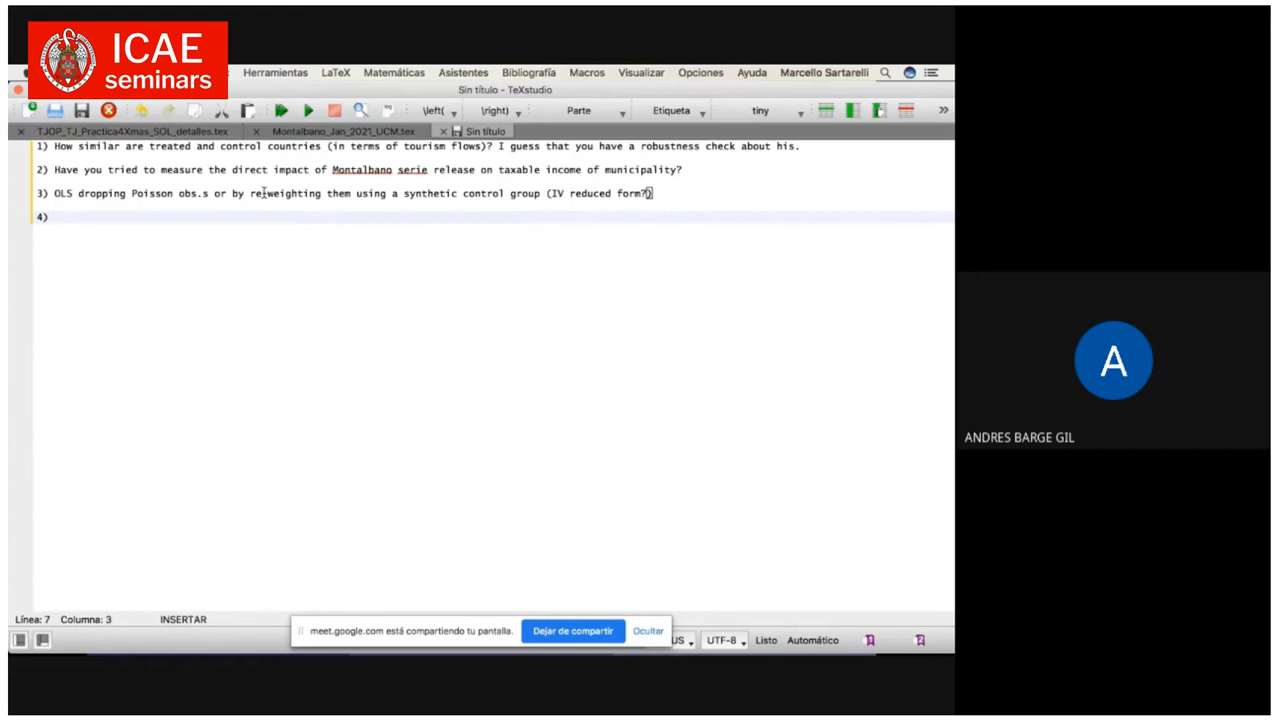 ICAE
seminars
Herramientas LaTeX Matemáticas Asistentes Bibliografía Macros Visualizar Opciones Ayuda Marcello Sartarelli
Sin título - TeXstudio
\left( \right) Parte Etiqueta tiny
TJOP_TJ_Practica4Xmas_SOL_detalles.tex Montalbano_Jan_2021_UCM.tex Sin título
1) How similar are treated and control countries (in terms of tourism flows)? I guess that you have a robustness check about his.
2) Have you tried to measure the direct impact of Montalbano serie release on taxable income of municipality?
3) OLS dropping Poisson obs.s or by re-weighting them using a synthetic control group (IV reduced form?)
4)
A
ANDRES BARGE GIL
Línea: 7 Columna: 3 INSERTAR
meet.google.com está compartiendo tu pantalla. Dejar de compartir Ocultar
US UTF-8 Listo Automático